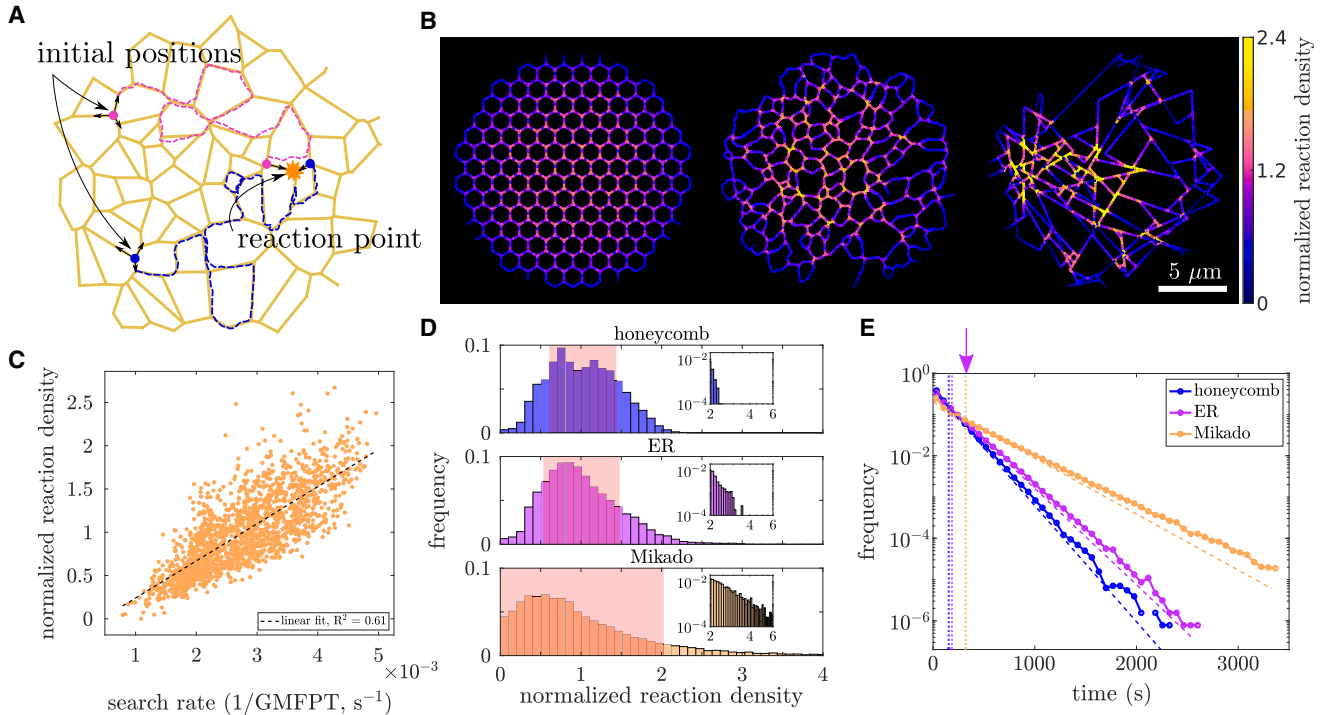 A
initial positions
reaction point
B
5 μm
2.4
1.2
0
normalized reaction density
C
normalized reaction density
2.5
2
1.5
1
0.5
0
linear fit, R² = 0.61
1 2 3 4 5
×10⁻³
search rate (1/GMFPT, s⁻¹)
D
honeycomb
0.1
0
10⁻²
10⁻⁴
2 4 6
ER
0.1
0
10⁻²
10⁻⁴
2 4 6
Mikado
0.1
0
10⁻²
10⁻⁴
2 4 6
frequency
0 1 2 3 4
normalized reaction density
E
10⁰
10⁻²
10⁻⁴
10⁻⁶
frequency
honeycomb
ER
Mikado
0 1000 2000 3000
time (s)